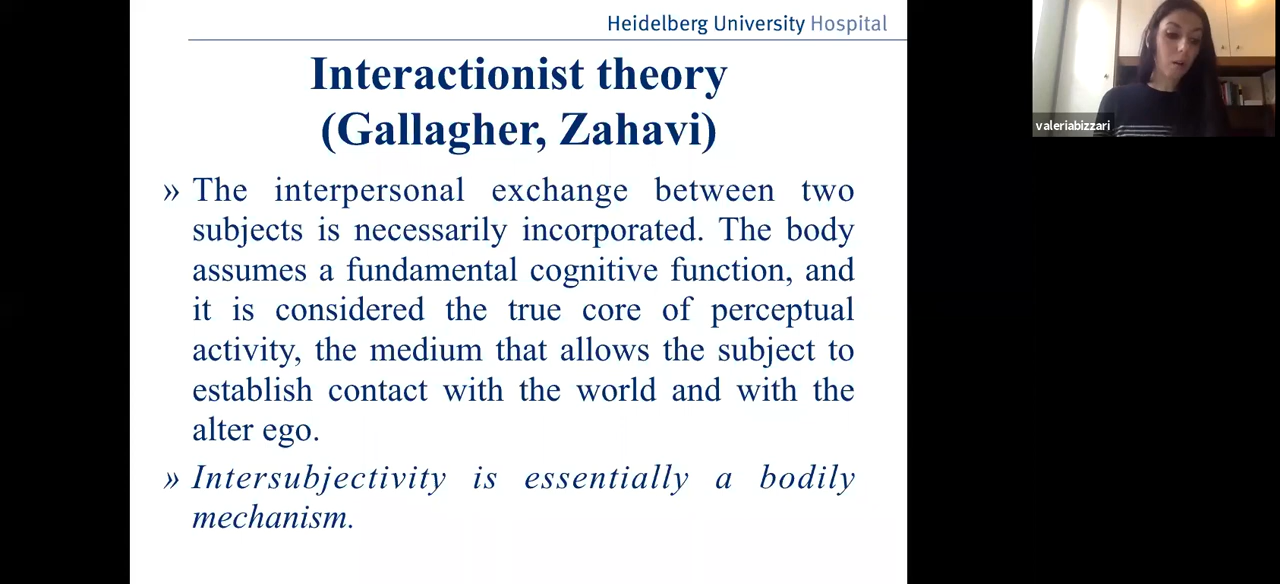 Heidelberg University Hospital
Interactionist theory
(Gallagher, Zahavi)
» The interpersonal exchange between two
subjects is necessarily incorporated. The body
assumes a fundamental cognitive function, and
it is considered the true core of perceptual
activity, the medium that allows the subject to
establish contact with the world and with the
alter ego.
» Intersubjectivity is essentially a bodily
mechanism.
valeriabizzari